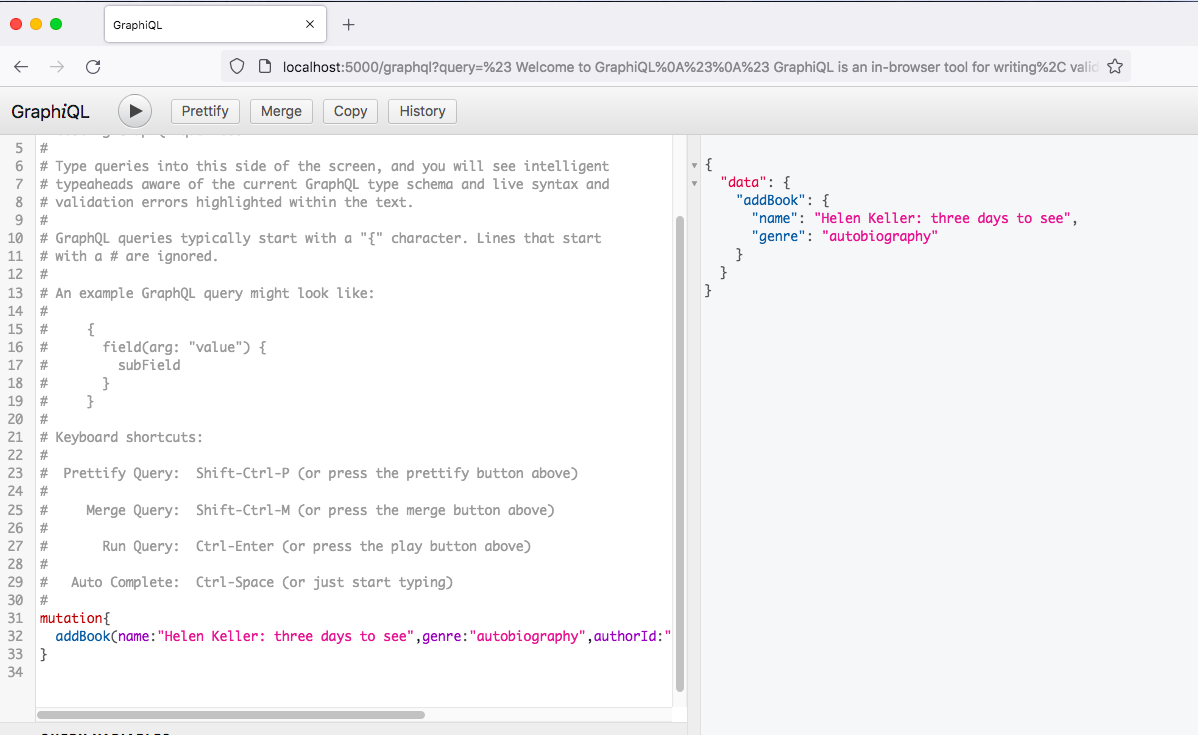 GraphiQL
localhost:5000/graphql?query=%23 Welcome to GraphiQL%0A%23%0A%23 GraphiQL is an in-browser tool for writing%2C valid
GraphiQL
Prettify
Merge
Copy
History
5 #
6 # Type queries into this side of the screen, and you will see intelligent
7 # typeaheads aware of the current GraphQL type schema and live syntax and
8 # validation errors highlighted within the text.
9 #
10 # GraphQL queries typically start with a "{" character. Lines that start
11 # with a # are ignored.
12 #
13 # An example GraphQL query might look like:
14 #
15 #     {
16 #       field(arg: "value") {
17 #         subField
18 #       }
19 #     }
20 #
21 # Keyboard shortcuts:
22 #
23 #  Prettify Query:  Shift-Ctrl-P (or press the prettify button above)
24 #
25 #     Merge Query:  Shift-Ctrl-M (or press the merge button above)
26 #
27 #       Run Query:  Ctrl-Enter (or press the play button above)
28 #
29 #   Auto Complete:  Ctrl-Space (or just start typing)
30 #
31 mutation{
32   addBook(name:"Helen Keller: three days to see",genre:"autobiography",authorId:"
33 }
34
{
  "data": {
    "addBook": {
      "name": "Helen Keller: three days to see",
      "genre": "autobiography"
    }
  }
}